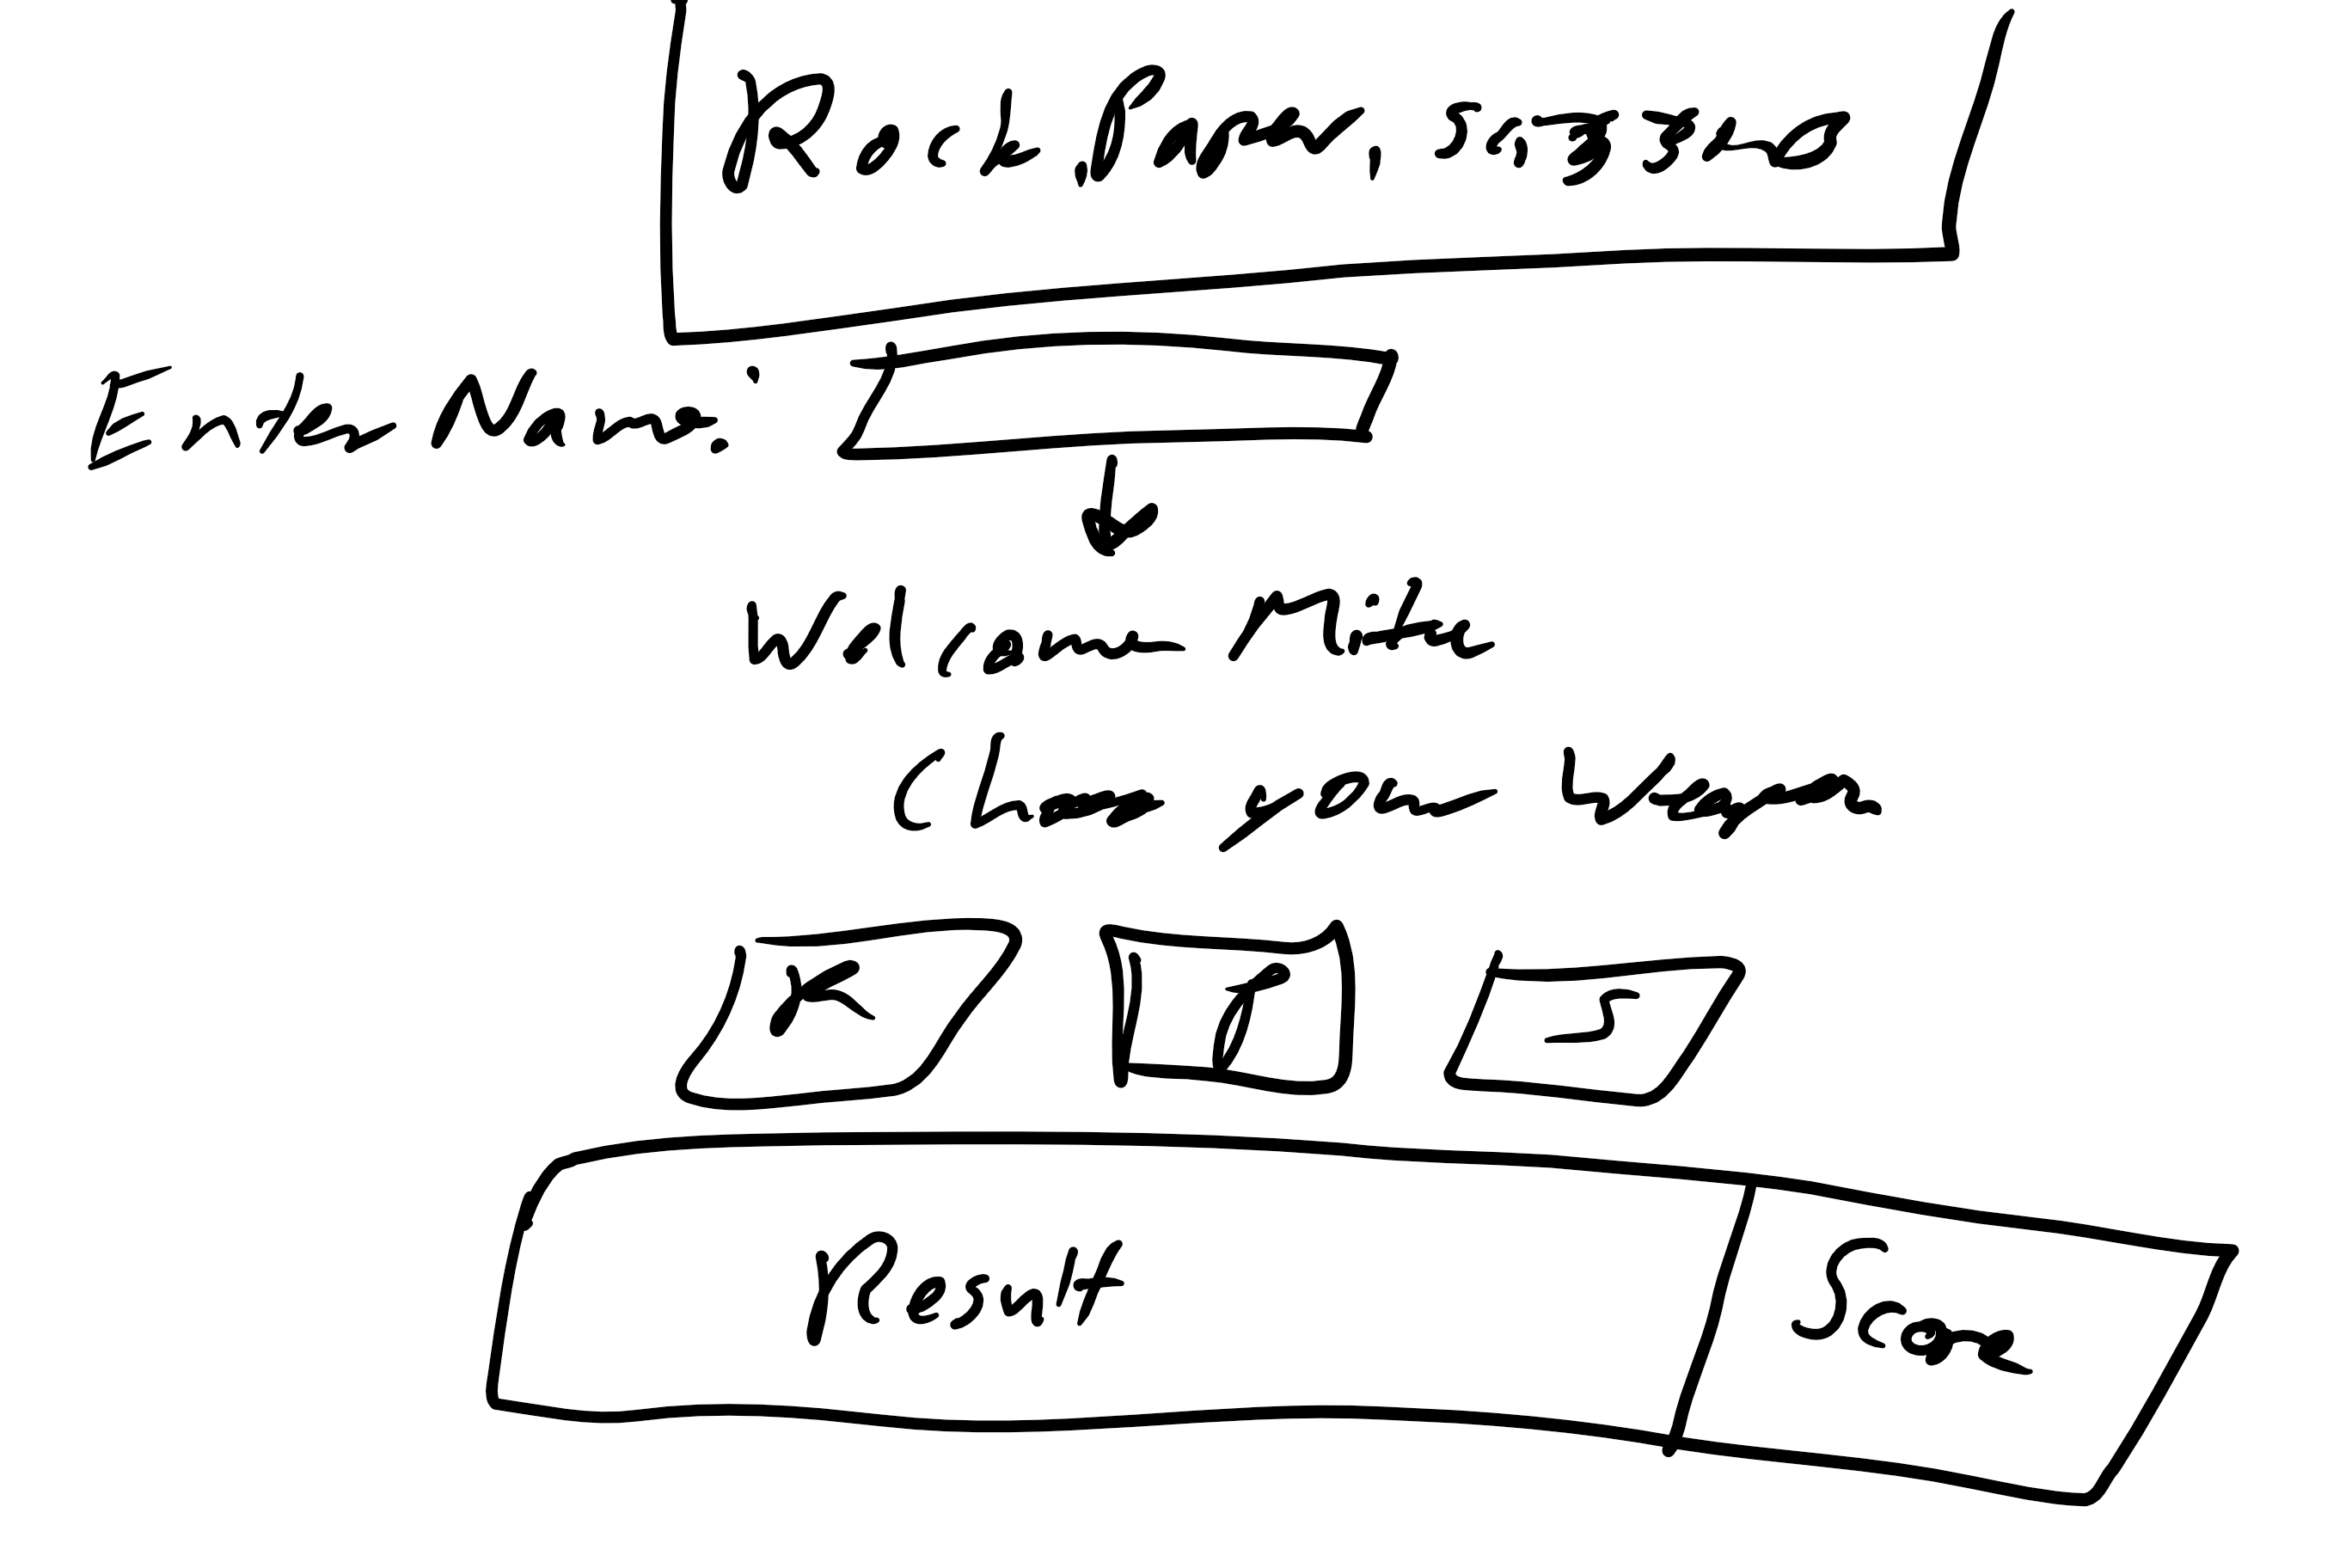 Rock, Paper, Scissors
Enter Name:
Welcome Mike
Choose your Weapon
R P S
Result Score